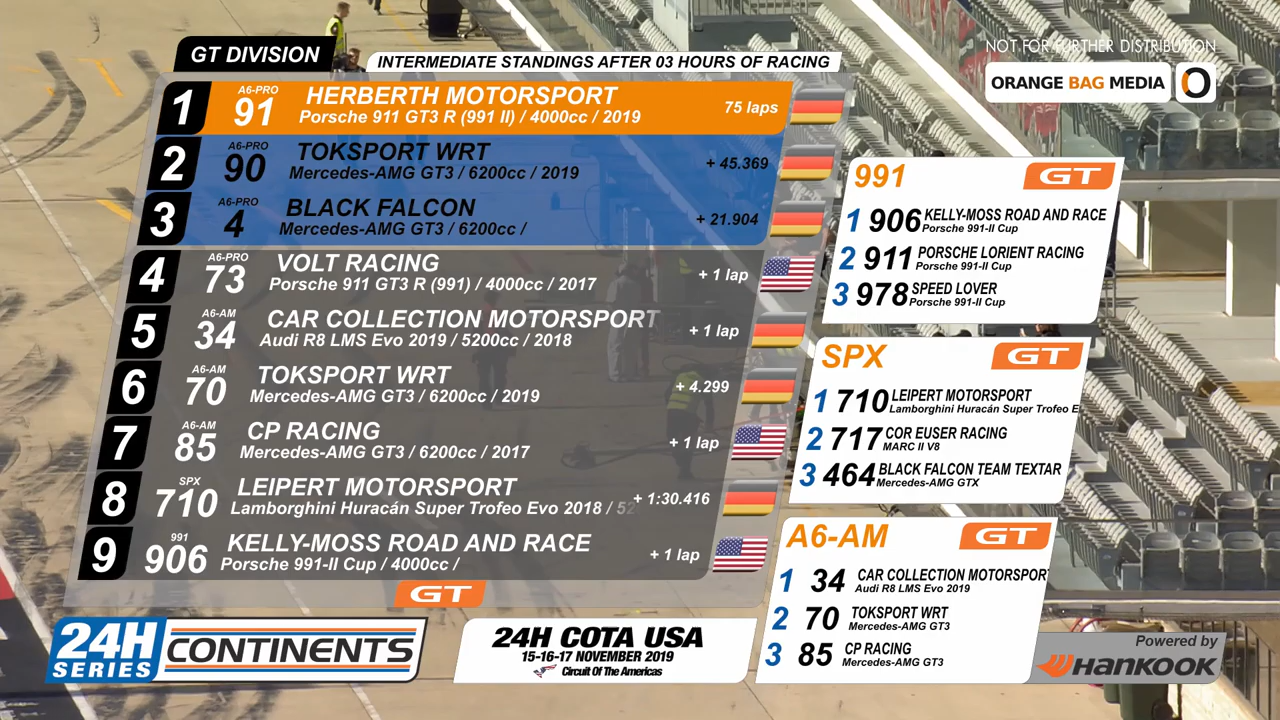 GT DIVISION
INTERMEDIATE STANDINGS AFTER 03 HOURS OF RACING
NOT FOR FURTHER DISTRIBUTION
ORANGE BAG MEDIA
1 A6-PRO 91 HERBERTH MOTORSPORT 75 laps
Porsche 911 GT3 R (991 II) / 4000cc / 2019
2 A6-PRO 90 TOKSPORT WRT + 45.369
Mercedes-AMG GT3 / 6200cc / 2019
3 A6-PRO 4 BLACK FALCON + 21.904
Mercedes-AMG GT3 / 6200cc /
4 A6-PRO 73 VOLT RACING + 1 lap
Porsche 911 GT3 R (991) / 4000cc / 2017
5 A6-AM 34 CAR COLLECTION MOTORSPORT + 1 lap
Audi R8 LMS Evo 2019 / 5200cc / 2018
6 A6-AM 70 TOKSPORT WRT + 4.299
Mercedes-AMG GT3 / 6200cc / 2019
7 A6-AM 85 CP RACING + 1 lap
Mercedes-AMG GT3 / 6200cc / 2017
8 SPX 710 LEIPERT MOTORSPORT + 1:30.416
Lamborghini Huracán Super Trofeo Evo 2018 / 52
9 991 906 KELLY-MOSS ROAD AND RACE + 1 lap
Porsche 991-II Cup / 4000cc /
GT
991 GT
1 906 KELLY-MOSS ROAD AND RACE
Porsche 991-II Cup
2 911 PORSCHE LORIENT RACING
Porsche 991-II Cup
3 978 SPEED LOVER
Porsche 991-II Cup
SPX GT
1 710 LEIPERT MOTORSPORT
Lamborghini Huracán Super Trofeo E
2 717 COR EUSER RACING
MARC II V8
3 464 BLACK FALCON TEAM TEXTAR
Mercedes-AMG GTX
A6-AM GT
1 34 CAR COLLECTION MOTORSPOR
Audi R8 LMS Evo 2019
2 70 TOKSPORT WRT
Mercedes-AMG GT3
3 85 CP RACING
Mercedes-AMG GT3
24H SERIES CONTINENTS
24H COTA USA
15-16-17 NOVEMBER 2019
Circuit Of The Americas
Powered by
HANKOOK